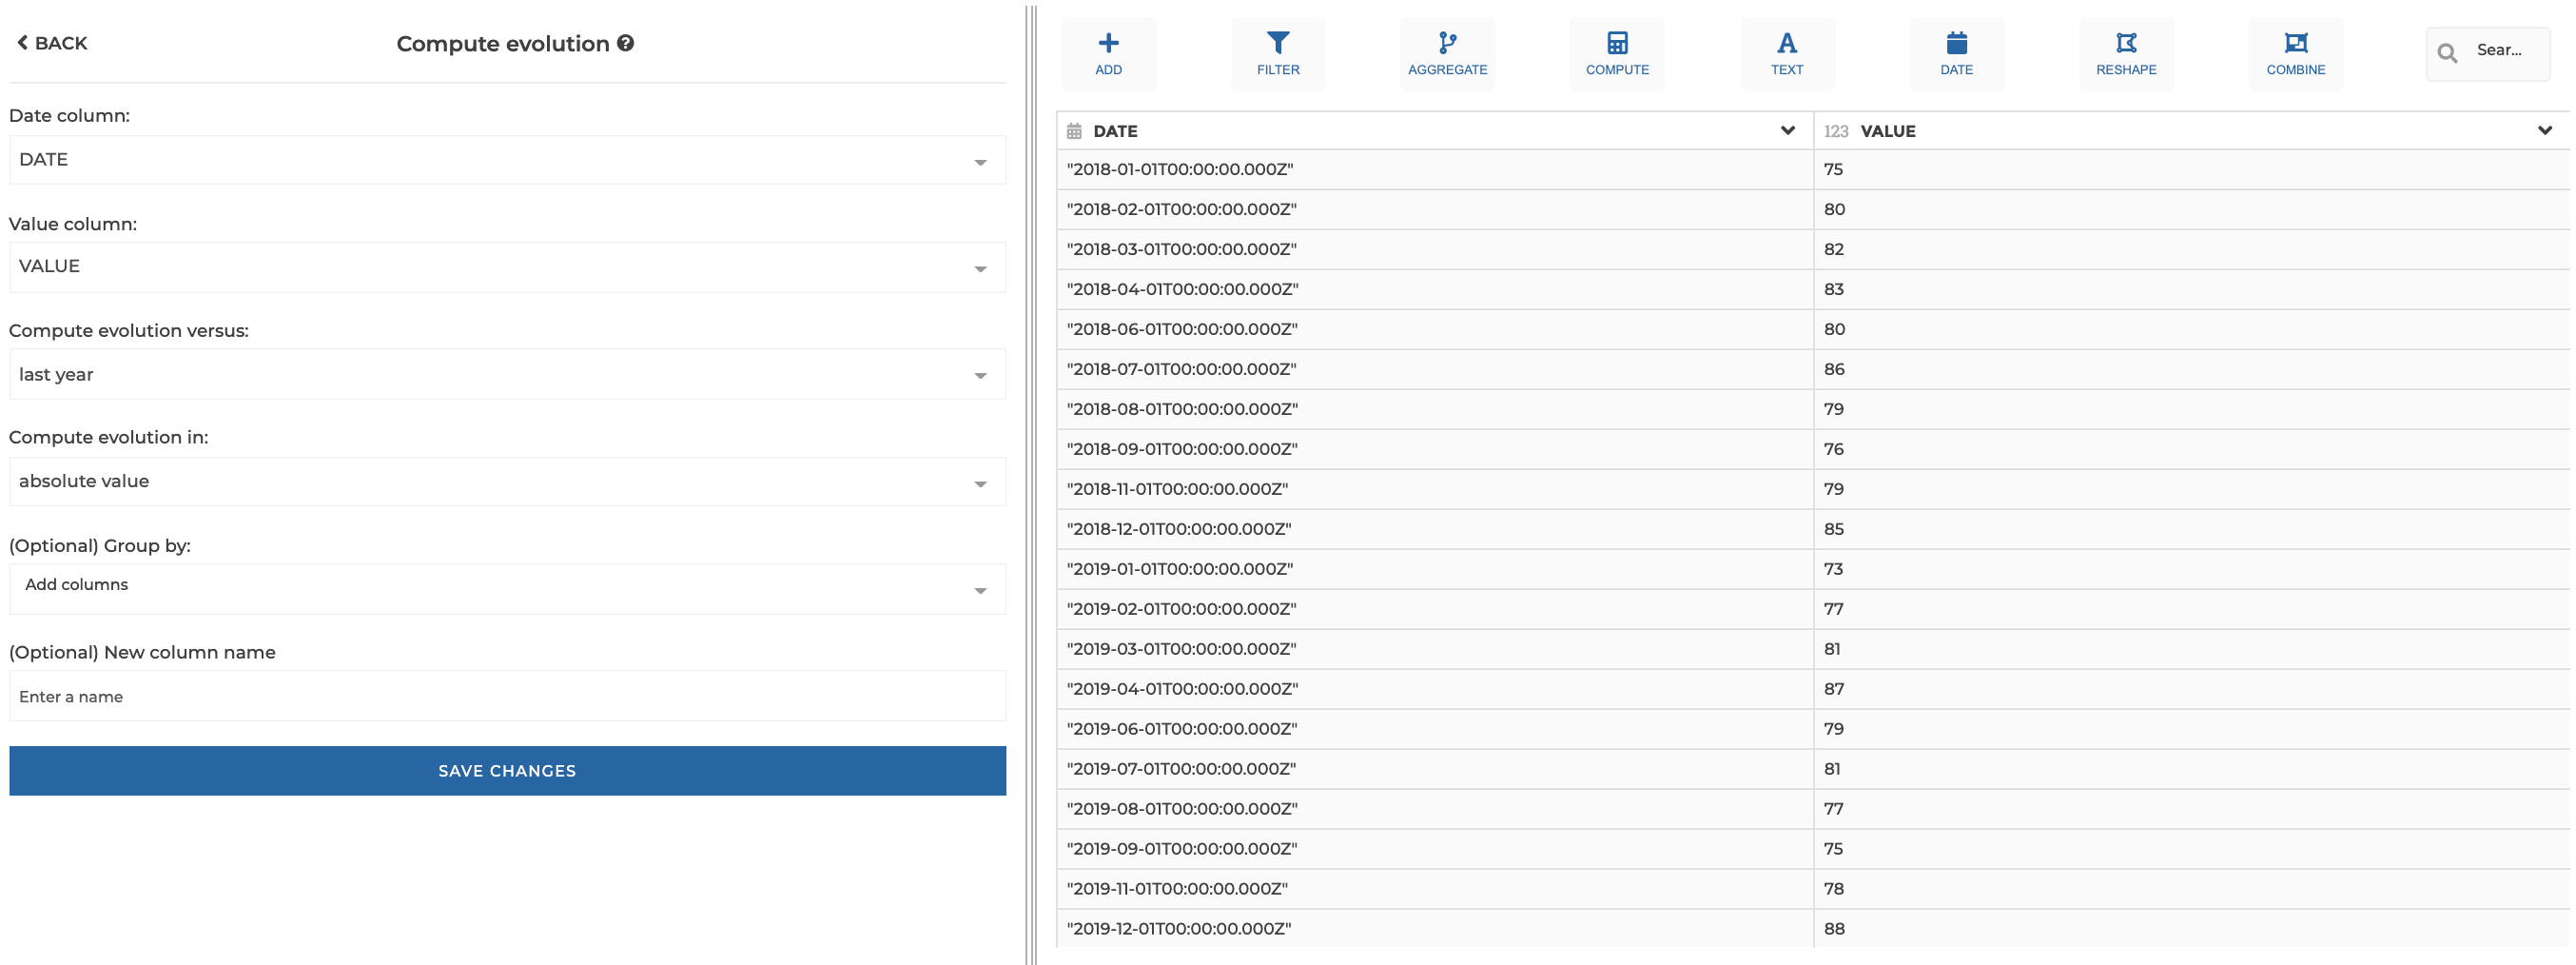 BACK
Compute evolution
Date column:
DATE
Value column:
VALUE
Compute evolution versus:
last year
Compute evolution in:
absolute value
(Optional) Group by:
Add columns
(Optional) New column name
Enter a name
SAVE CHANGES
ADD FILTER AGGREGATE COMPUTE TEXT DATE RESHAPE COMBINE Sear...
DATE 123 VALUE
"2018-01-01T00:00:00.000Z" 75
"2018-02-01T00:00:00.000Z" 80
"2018-03-01T00:00:00.000Z" 82
"2018-04-01T00:00:00.000Z" 83
"2018-06-01T00:00:00.000Z" 80
"2018-07-01T00:00:00.000Z" 86
"2018-08-01T00:00:00.000Z" 79
"2018-09-01T00:00:00.000Z" 76
"2018-11-01T00:00:00.000Z" 79
"2018-12-01T00:00:00.000Z" 85
"2019-01-01T00:00:00.000Z" 73
"2019-02-01T00:00:00.000Z" 77
"2019-03-01T00:00:00.000Z" 81
"2019-04-01T00:00:00.000Z" 87
"2019-06-01T00:00:00.000Z" 79
"2019-07-01T00:00:00.000Z" 81
"2019-08-01T00:00:00.000Z" 77
"2019-09-01T00:00:00.000Z" 75
"2019-11-01T00:00:00.000Z" 78
"2019-12-01T00:00:00.000Z" 88